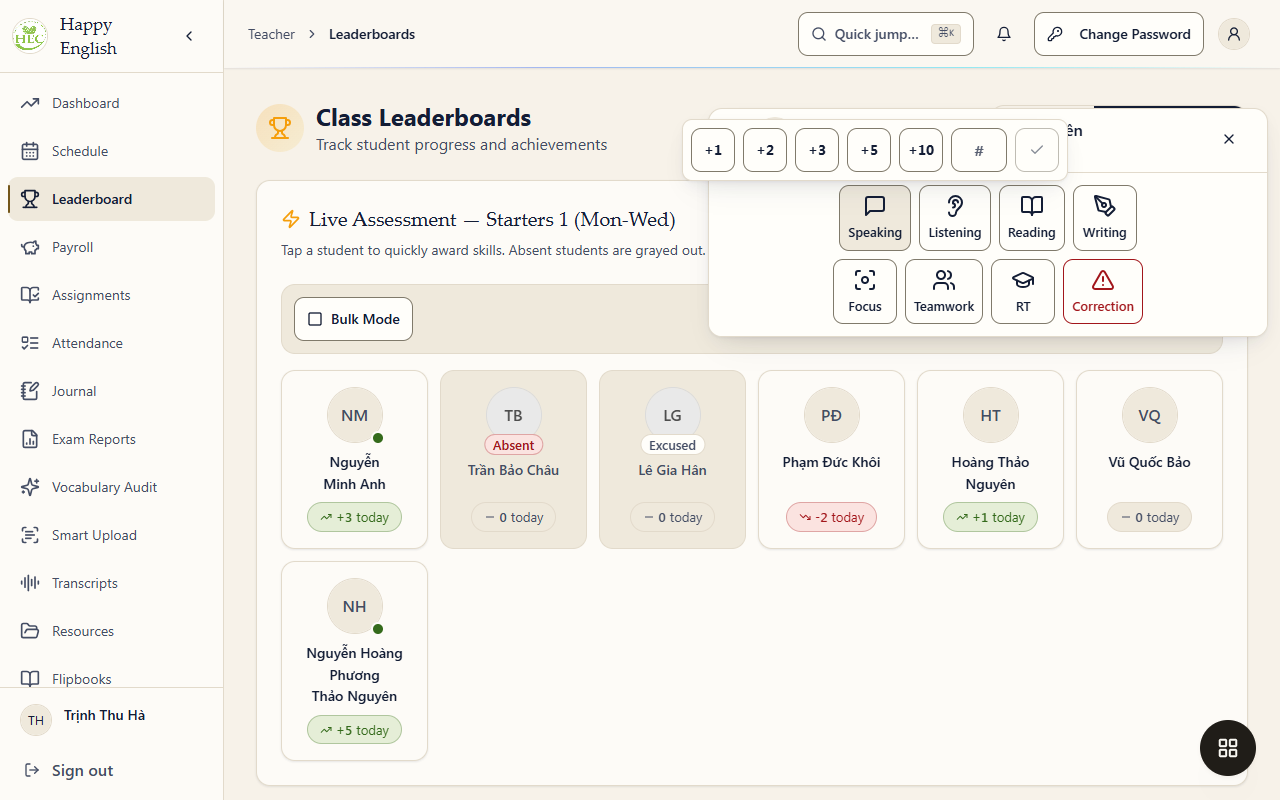 HEC
Happy
English
Dashboard
Schedule
Leaderboard
Payroll
Assignments
Attendance
Journal
Exam Reports
Vocabulary Audit
Smart Upload
Transcripts
Resources
Flipbooks
TH
Trịnh Thu Hà
Sign out
Teacher
Leaderboards
Quick jump...
⌘K
Change Password
Class Leaderboards
Track student progress and achievements
+1
+2
+3
+5
+10
#
ên
Speaking
Listening
Reading
Writing
Focus
Teamwork
RT
Correction
Live Assessment — Starters 1 (Mon-Wed)
Tap a student to quickly award skills. Absent students are grayed out.
Bulk Mode
NM
Nguyễn
Minh Anh
+3 today
TB
Absent
Trần Bảo Châu
0 today
LG
Excused
Lê Gia Hân
0 today
PĐ
Phạm Đức Khôi
-2 today
HT
Hoàng Thảo
Nguyên
+1 today
VQ
Vũ Quốc Bảo
0 today
NH
Nguyễn Hoàng
Phương
Thảo Nguyên
+5 today